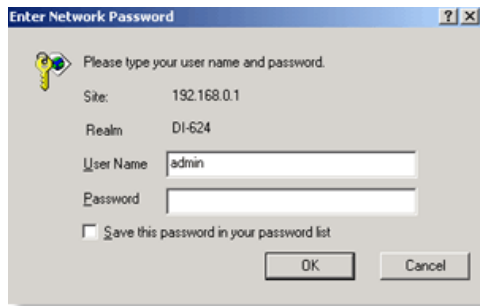 Enter Network Password
Please type your user name and password.
Site: 192.168.0.1
Realm DI-624
User Name admin
Password
Save this password in your password list
OK Cancel